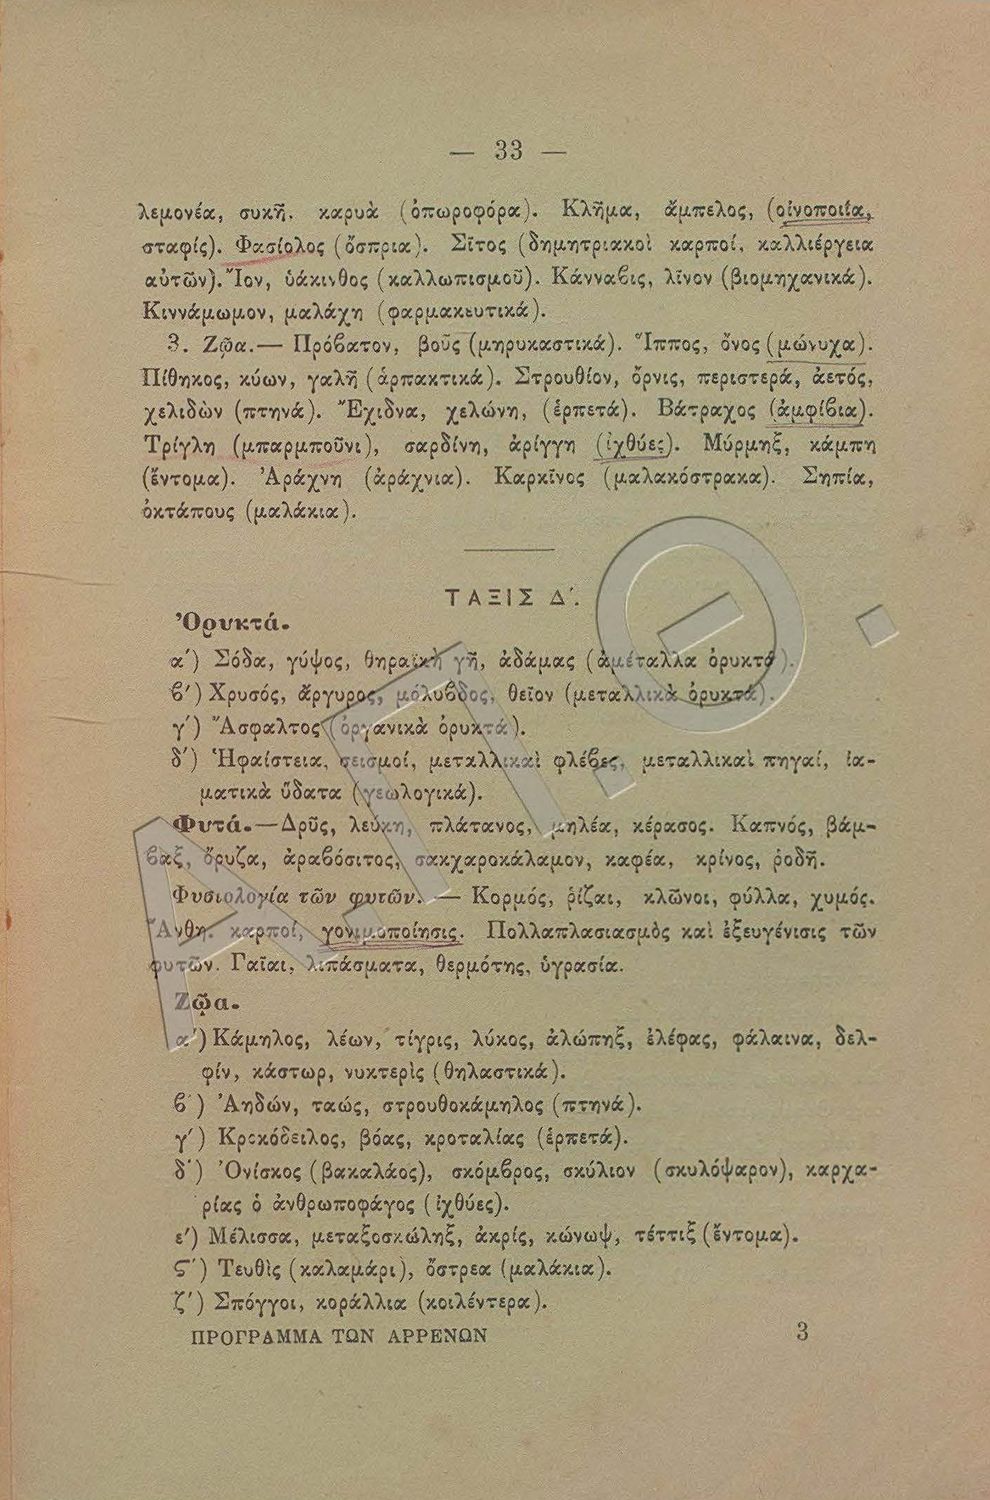 — 33 —
λεμονέα, συκῆ, καρυὰ (ὀπωροφόρα). Κλῆμα, ἄμπελος, (οἰνοποιΐα,
σταφίς). Φασίολος (ὄσπρια). Σῖτος (δημητριακοὶ καρποί, καλλιέργεια
αὐτῶν). Ἴον, ὑάκινθος (καλλωπισμοῦ). Κάνναβις, λῖνον (βιομηχανικά).
Κιννάμωμον, μαλάχη (φαρμακευτικά).
3. Ζῷα.— Πρόβατον, βοῦς (μηρυκαστικά). Ἵππος, ὄνος (μώνυχα).
Πίθηκος, κύων, γαλῆ (ἁρπακτικά). Στρουθίον, ὄρνις, περιστερά, ἀετός,
χελιδὼν (πτηνά). Ἔχιδνα, χελώνη, (ἑρπετά). Βάτραχος (ἀμφίβια).
Τρίγλη (μπαρμποῦνι), σαρδίνη, ἀρίγγη (ἰχθύες). Μύρμηξ, κάμπη
(ἔντομα). Ἀράχνη (ἀράχνια). Καρκῖνος (μαλακόστρακα). Σηπία,
ὀκτάπους (μαλάκια).
ΤΑΞΙΣ Δ΄.
Ὀρυκτά.
α΄) Σόδα, γύψος, θηραϊκὴ γῆ, ἀδάμας (ἀμέταλλα ὀρυκτά).
β΄) Χρυσός, ἄργυρος, μόλυβδος, θεῖον (μεταλλικὰ ὀρυκτά).
γ΄) Ἄσφαλτος (ὀργανικὰ ὀρυκτά).
δ΄) Ἡφαίστεια, σεισμοί, μεταλλικαὶ φλέβες, μεταλλικαὶ πηγαί, ἰα-
ματικὰ ὕδατα (γεωλογικά).
Φυτά.—Δρῦς, λεύκη, πλάτανος, μηλέα, κέρασος. Καπνός, βάμ-
βαξ, ὄρυζα, ἀραβόσιτος, σακχαροκάλαμον, καφέα, κρίνος, ῥοδῆ.
Φυσιολογία τῶν φυτῶν. — Κορμός, ῥίζαι, κλῶνοι, φύλλα, χυμός.
Ἄνθη, καρποί, γονιμοποίησις. Πολλαπλασιασμὸς καὶ ἐξευγένισις τῶν
φυτῶν. Γαῖαι, λιπάσματα, θερμότης, ὑγρασία.
Ζῷα.
α΄) Κάμηλος, λέων, τίγρις, λύκος, ἀλώπηξ, ἐλέφας, φάλαινα, δελ-
φίν, κάστωρ, νυκτερὶς (θηλαστικά).
β΄) Ἀηδών, ταώς, στρουθοκάμηλος (πτηνά).
γ΄) Κροκόδειλος, βόας, κροταλίας (ἑρπετά).
δ΄) Ὀνίσκος (βακαλάος), σκόμβρος, σκύλιον (σκυλόψαρον), καρχα-
ρίας ὁ ἀνθρωποφάγος (ἰχθύες).
ε΄) Μέλισσα, μεταξοσκώληξ, ἀκρίς, κώνωψ, τέττιξ (ἔντομα).
Ϛ΄) Τευθὶς (καλαμάρι), ὄστρεα (μαλάκια).
ζ΄) Σπόγγοι, κοράλλια (κοιλέντερα).
ΠΡΟΓΡΑΜΜΑ ΤΩΝ ΑΡΡΕΝΩΝ 3